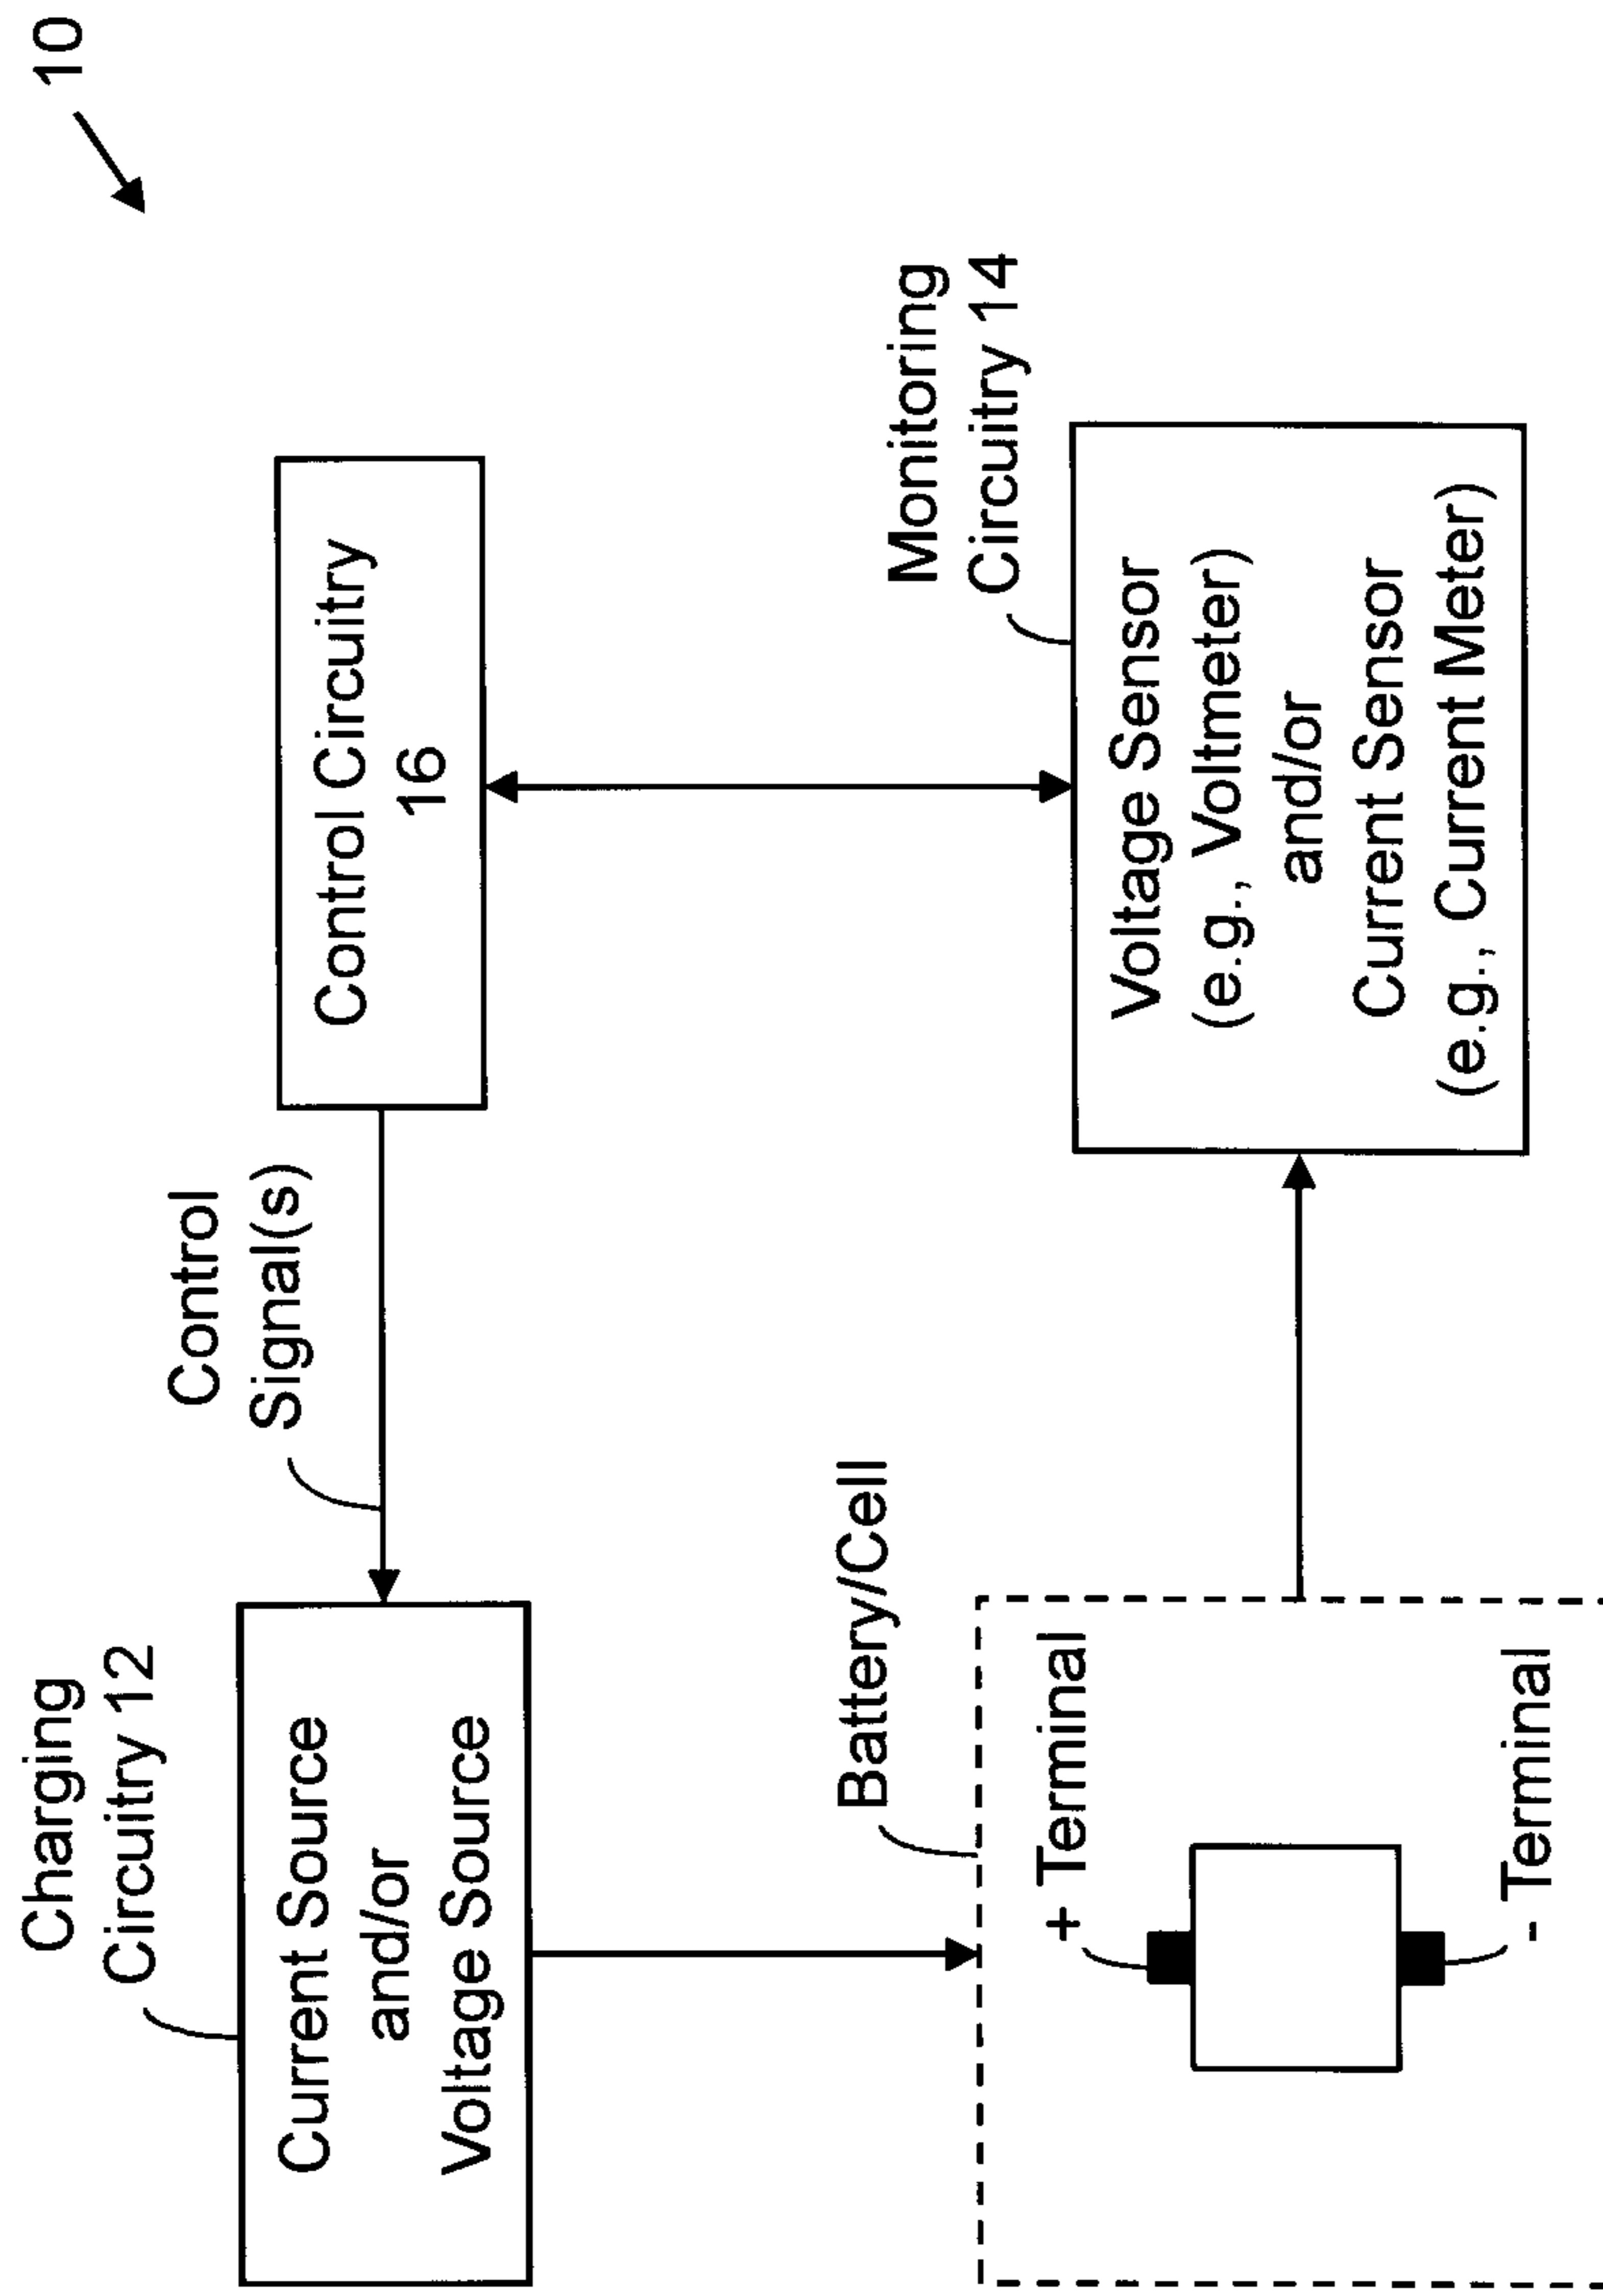 10
Charging
Circuitry 12
Current Source
and/or
Voltage Source
Control
Signal(s)
Control Circuitry
16
Battery/Cell
+ Terminal
- Terminal
Monitoring
Circuitry 14
Voltage Sensor
(e.g., Voltmeter)
and/or
Current Sensor
(e.g., Current Meter)